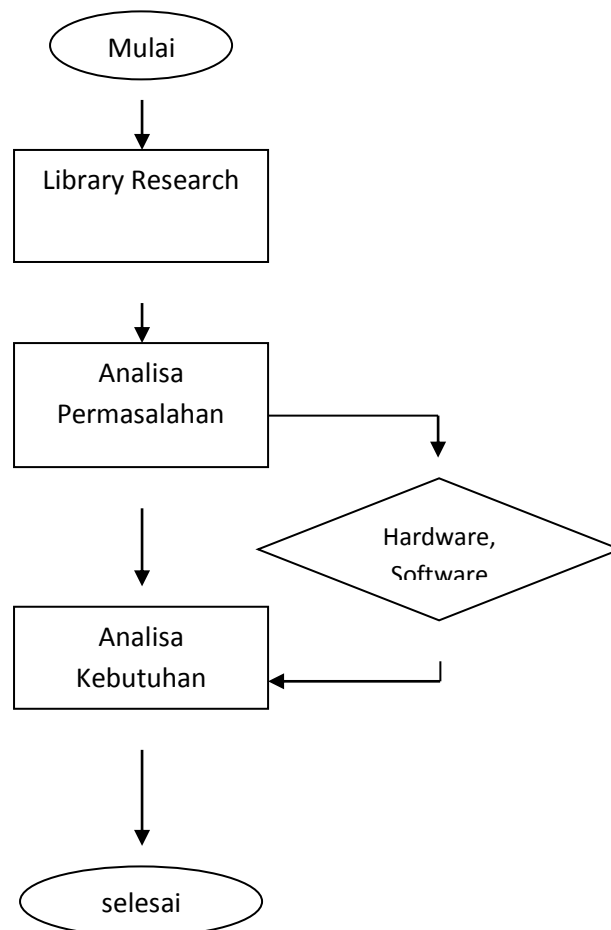 Mulai
Library Research
Analisa
Permasalahan
Hardware,
Software
Analisa
Kebutuhan
selesai